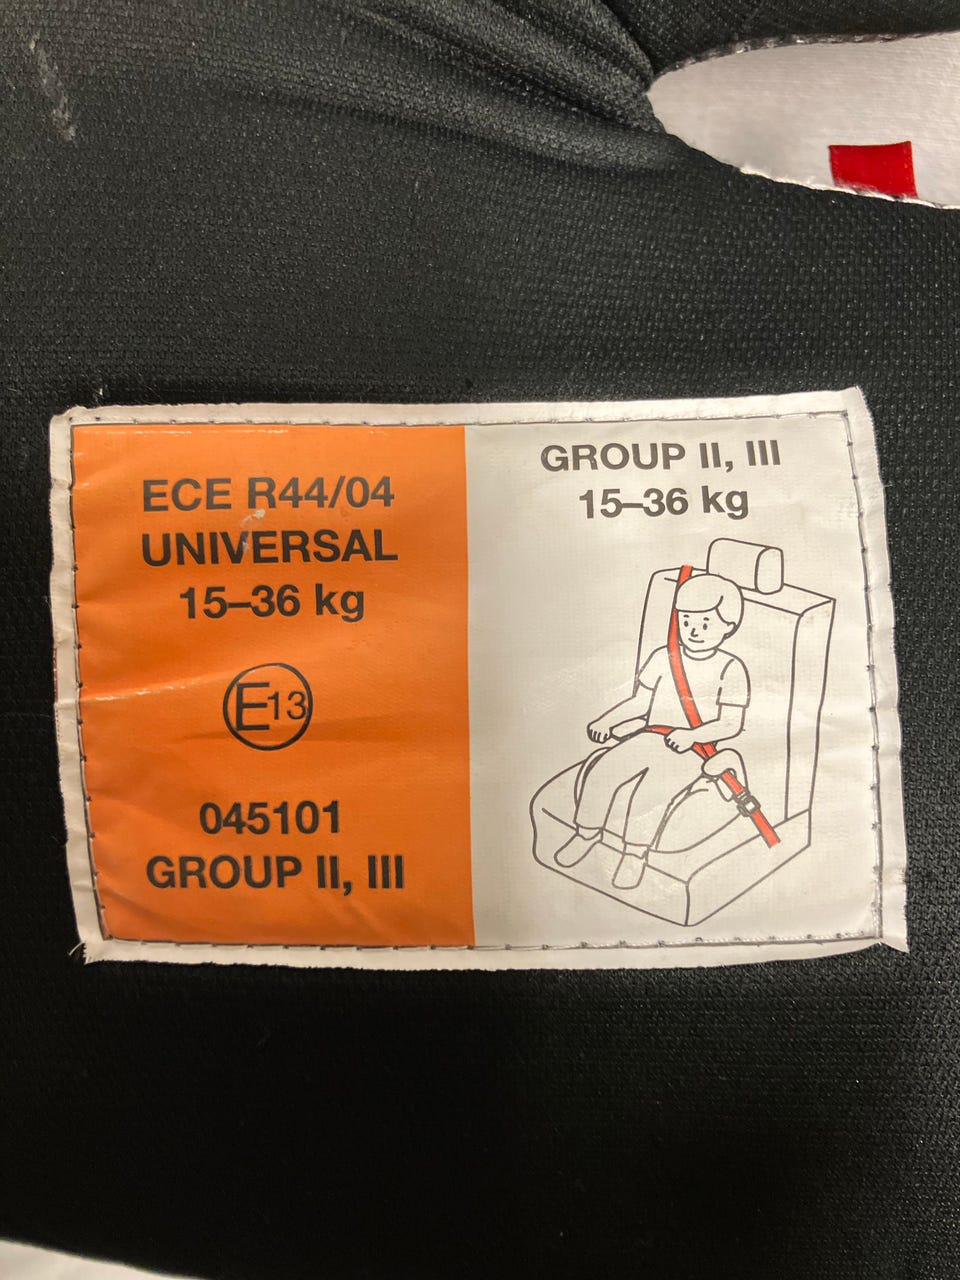 ECE R44/04
UNIVERSAL
15–36 kg
E13
045101
GROUP II, III
GROUP II, III
15–36 kg